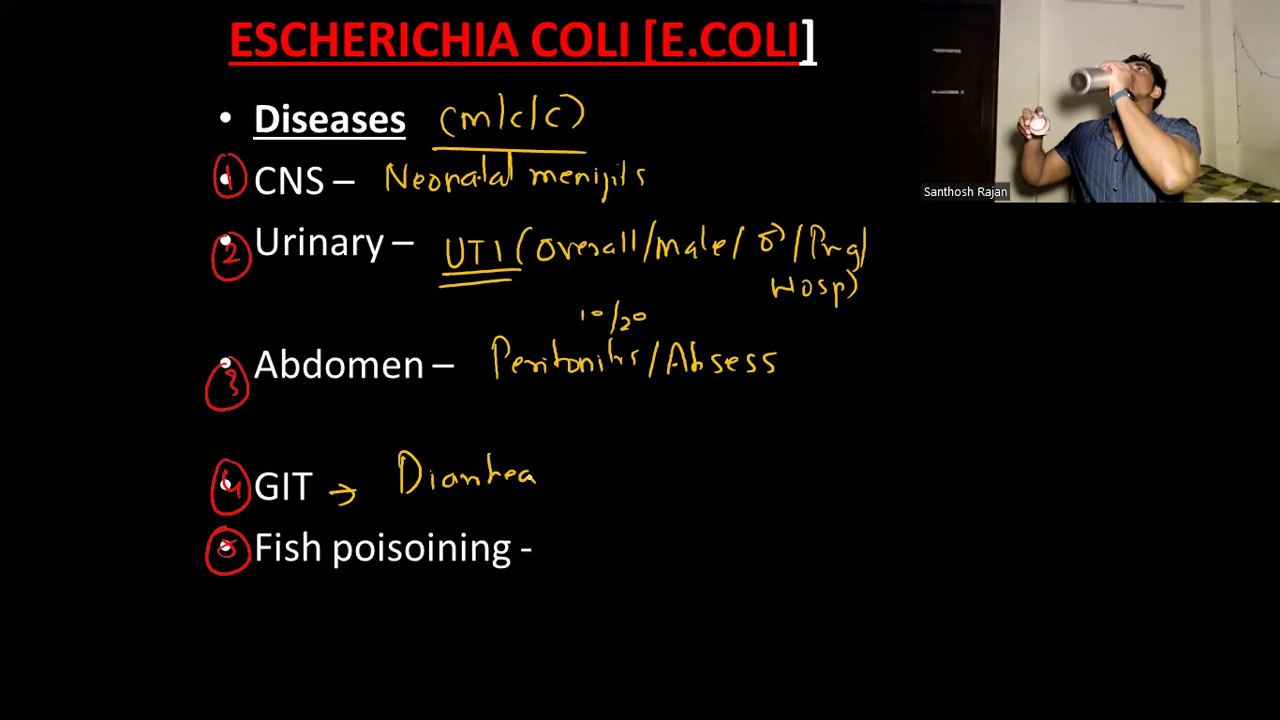 ESCHERICHIA COLI [E.COLI]
• Diseases (m/c/c)
1 CNS – Neonatal menijits
2 Urinary – UTI (Overall/male/♂/Prg/
Hosp)
10/20
3 Abdomen – Peritonitis/Absess
4 GIT → Diarrhea
5 Fish poisoining -
Santhosh Rajan